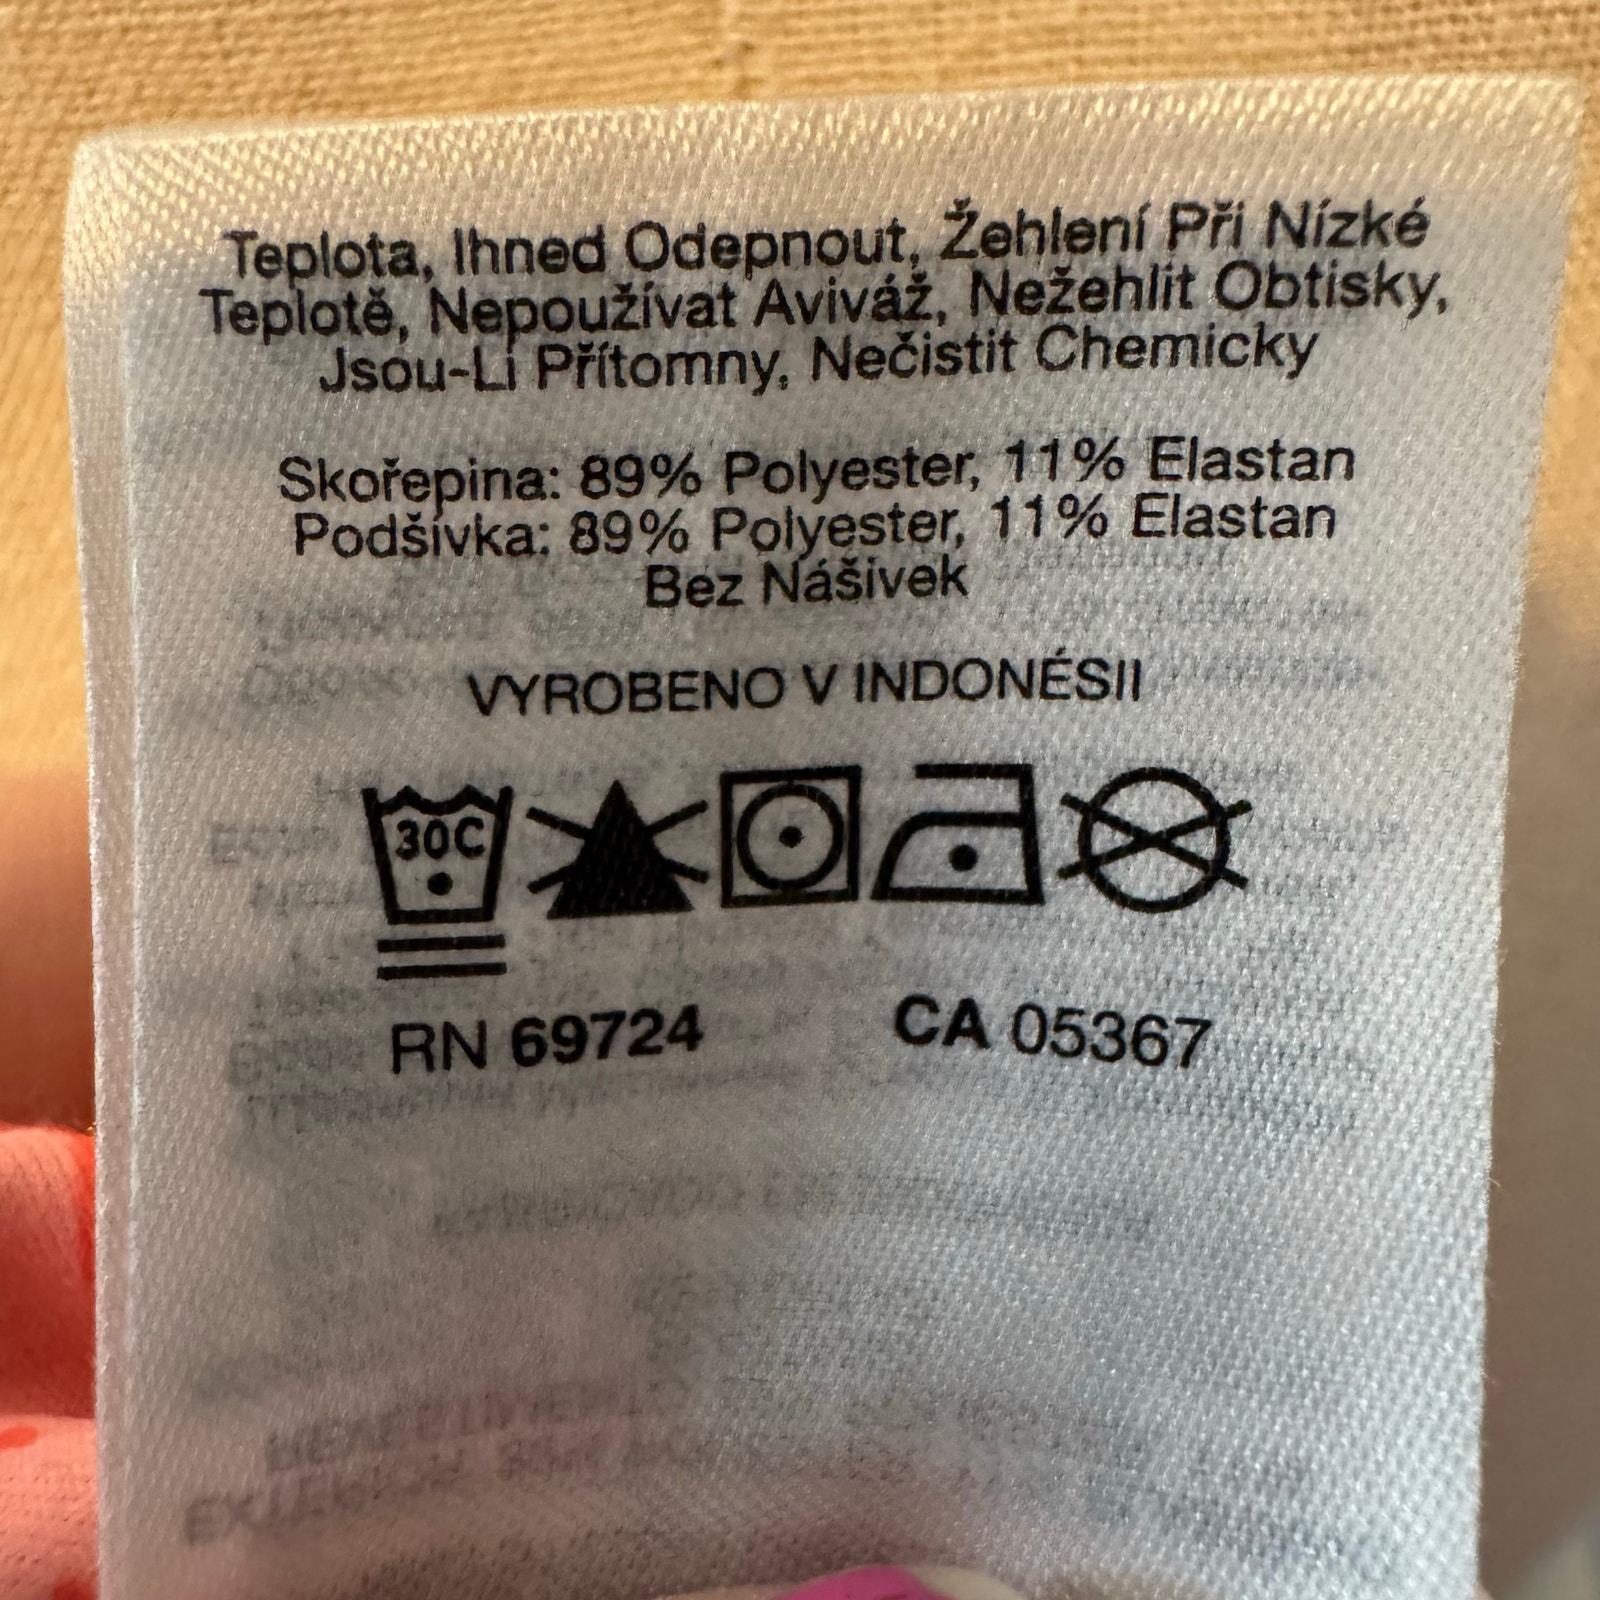 Teplota, Ihned Odepnout, Žehlení Při Nízké
Teplotě, Nepoužívat Aviváž, Nežehlit Obtisky,
Jsou-Li Přítomny, Nečistit Chemicky
Skořepina: 89% Polyester, 11% Elastan
Podšívka: 89% Polyester, 11% Elastan
Bez Nášivek
VYROBENO V INDONÉSII
30C
RN 69724 CA 05367